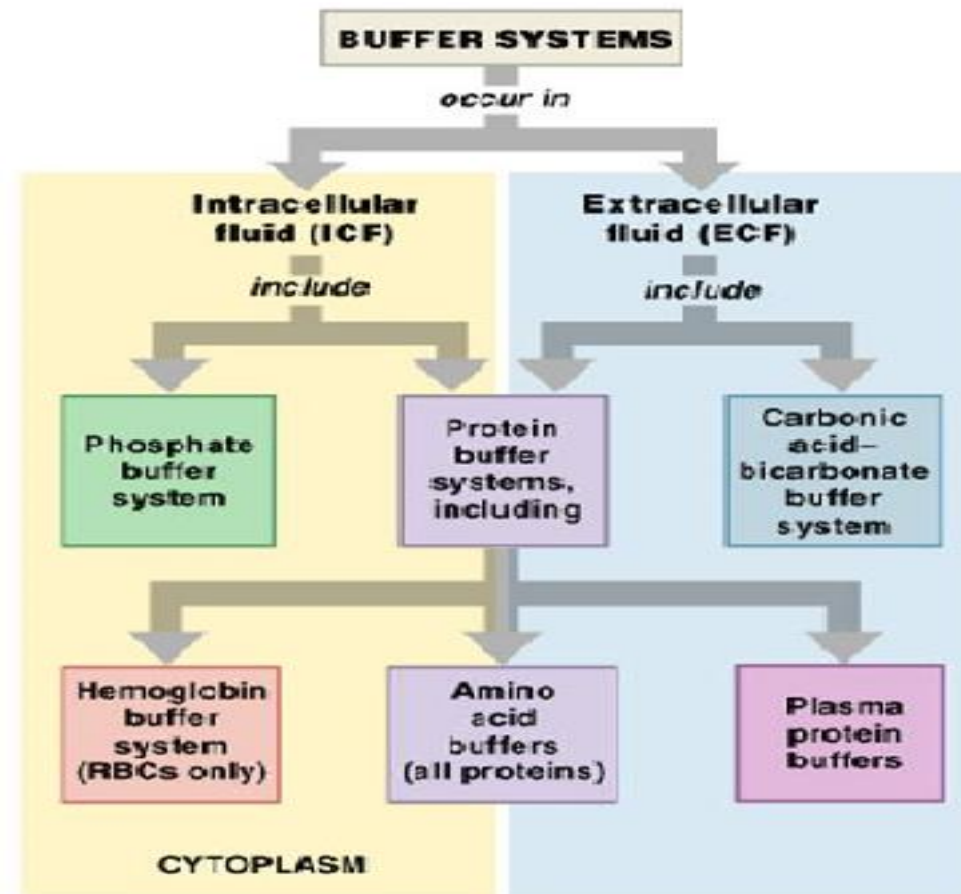 BUFFER SYSTEMS
occur in
Intracellular
fluid (ICF)
Extracellular
fluid (ECF)
include
include
Phosphate
buffer
system
Protein
buffer
systems,
including
Carbonic
acid–
bicarbonate
buffer
system
Hemoglobin
buffer
system
(RBCs only)
Amino
acid
buffers
(all proteins)
Plasma
protein
buffers
CYTOPLASM